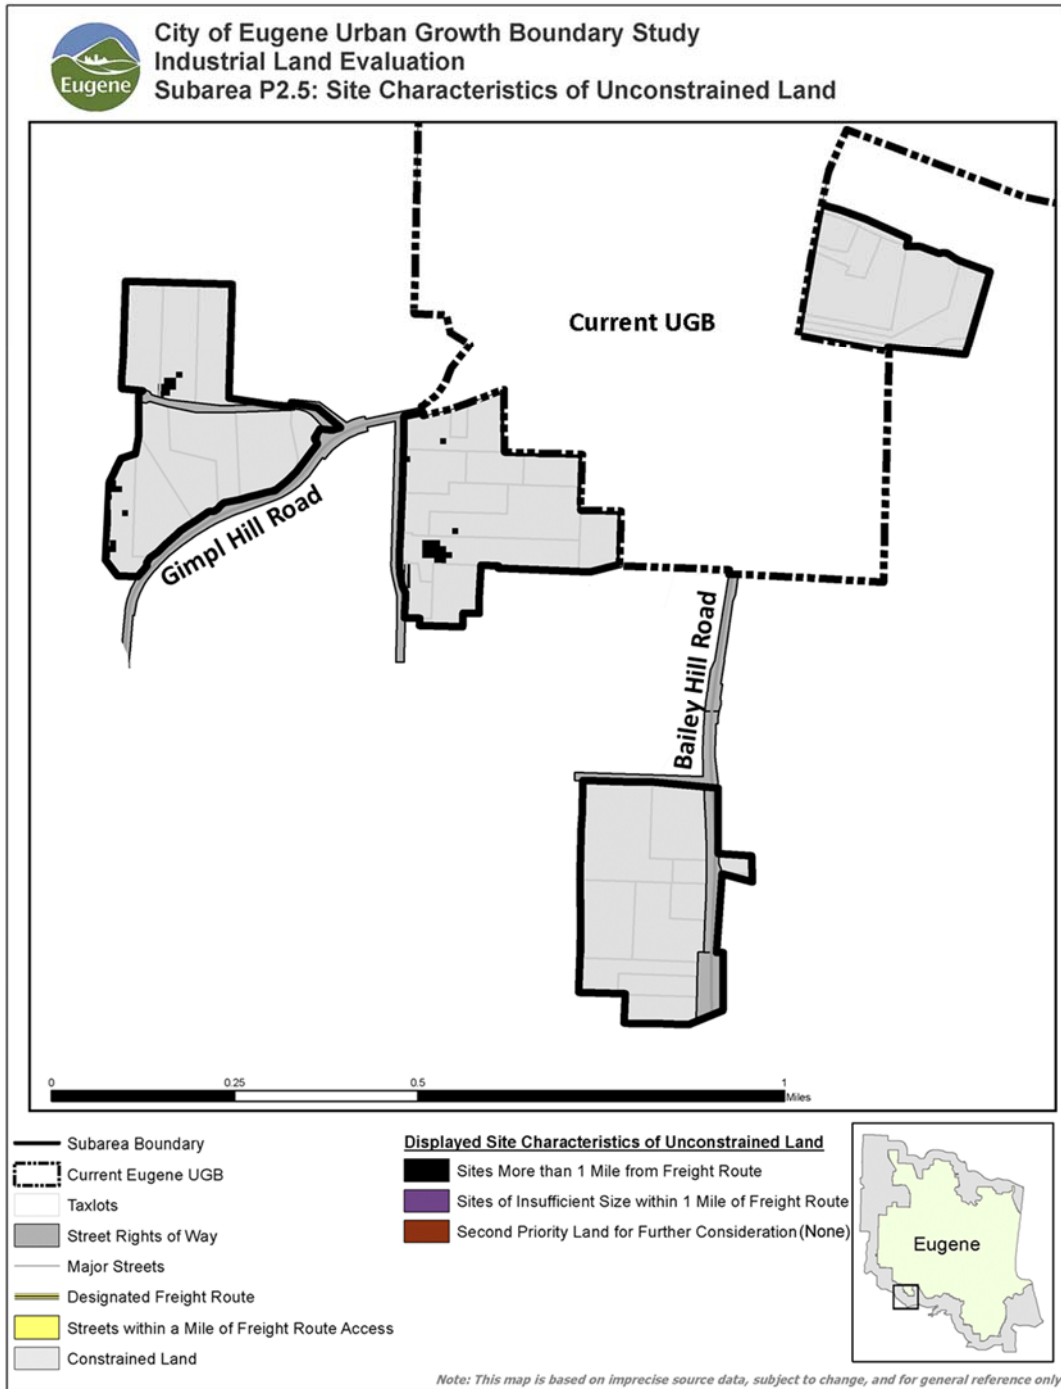 City of Eugene Urban Growth Boundary Study
Industrial Land Evaluation
Subarea P2.5: Site Characteristics of Unconstrained Land
Eugene
Current UGB
Gimpl Hill Road
Bailey Hill Road
0 0.25 0.5 1
Miles
Subarea Boundary
Current Eugene UGB
Taxlots
Street Rights of Way
Major Streets
Designated Freight Route
Streets within a Mile of Freight Route Access
Constrained Land
Displayed Site Characteristics of Unconstrained Land
Sites More than 1 Mile from Freight Route
Sites of Insufficient Size within 1 Mile of Freight Route
Second Priority Land for Further Consideration (None)
Eugene
Note: This map is based on imprecise source data, subject to change, and for general reference only